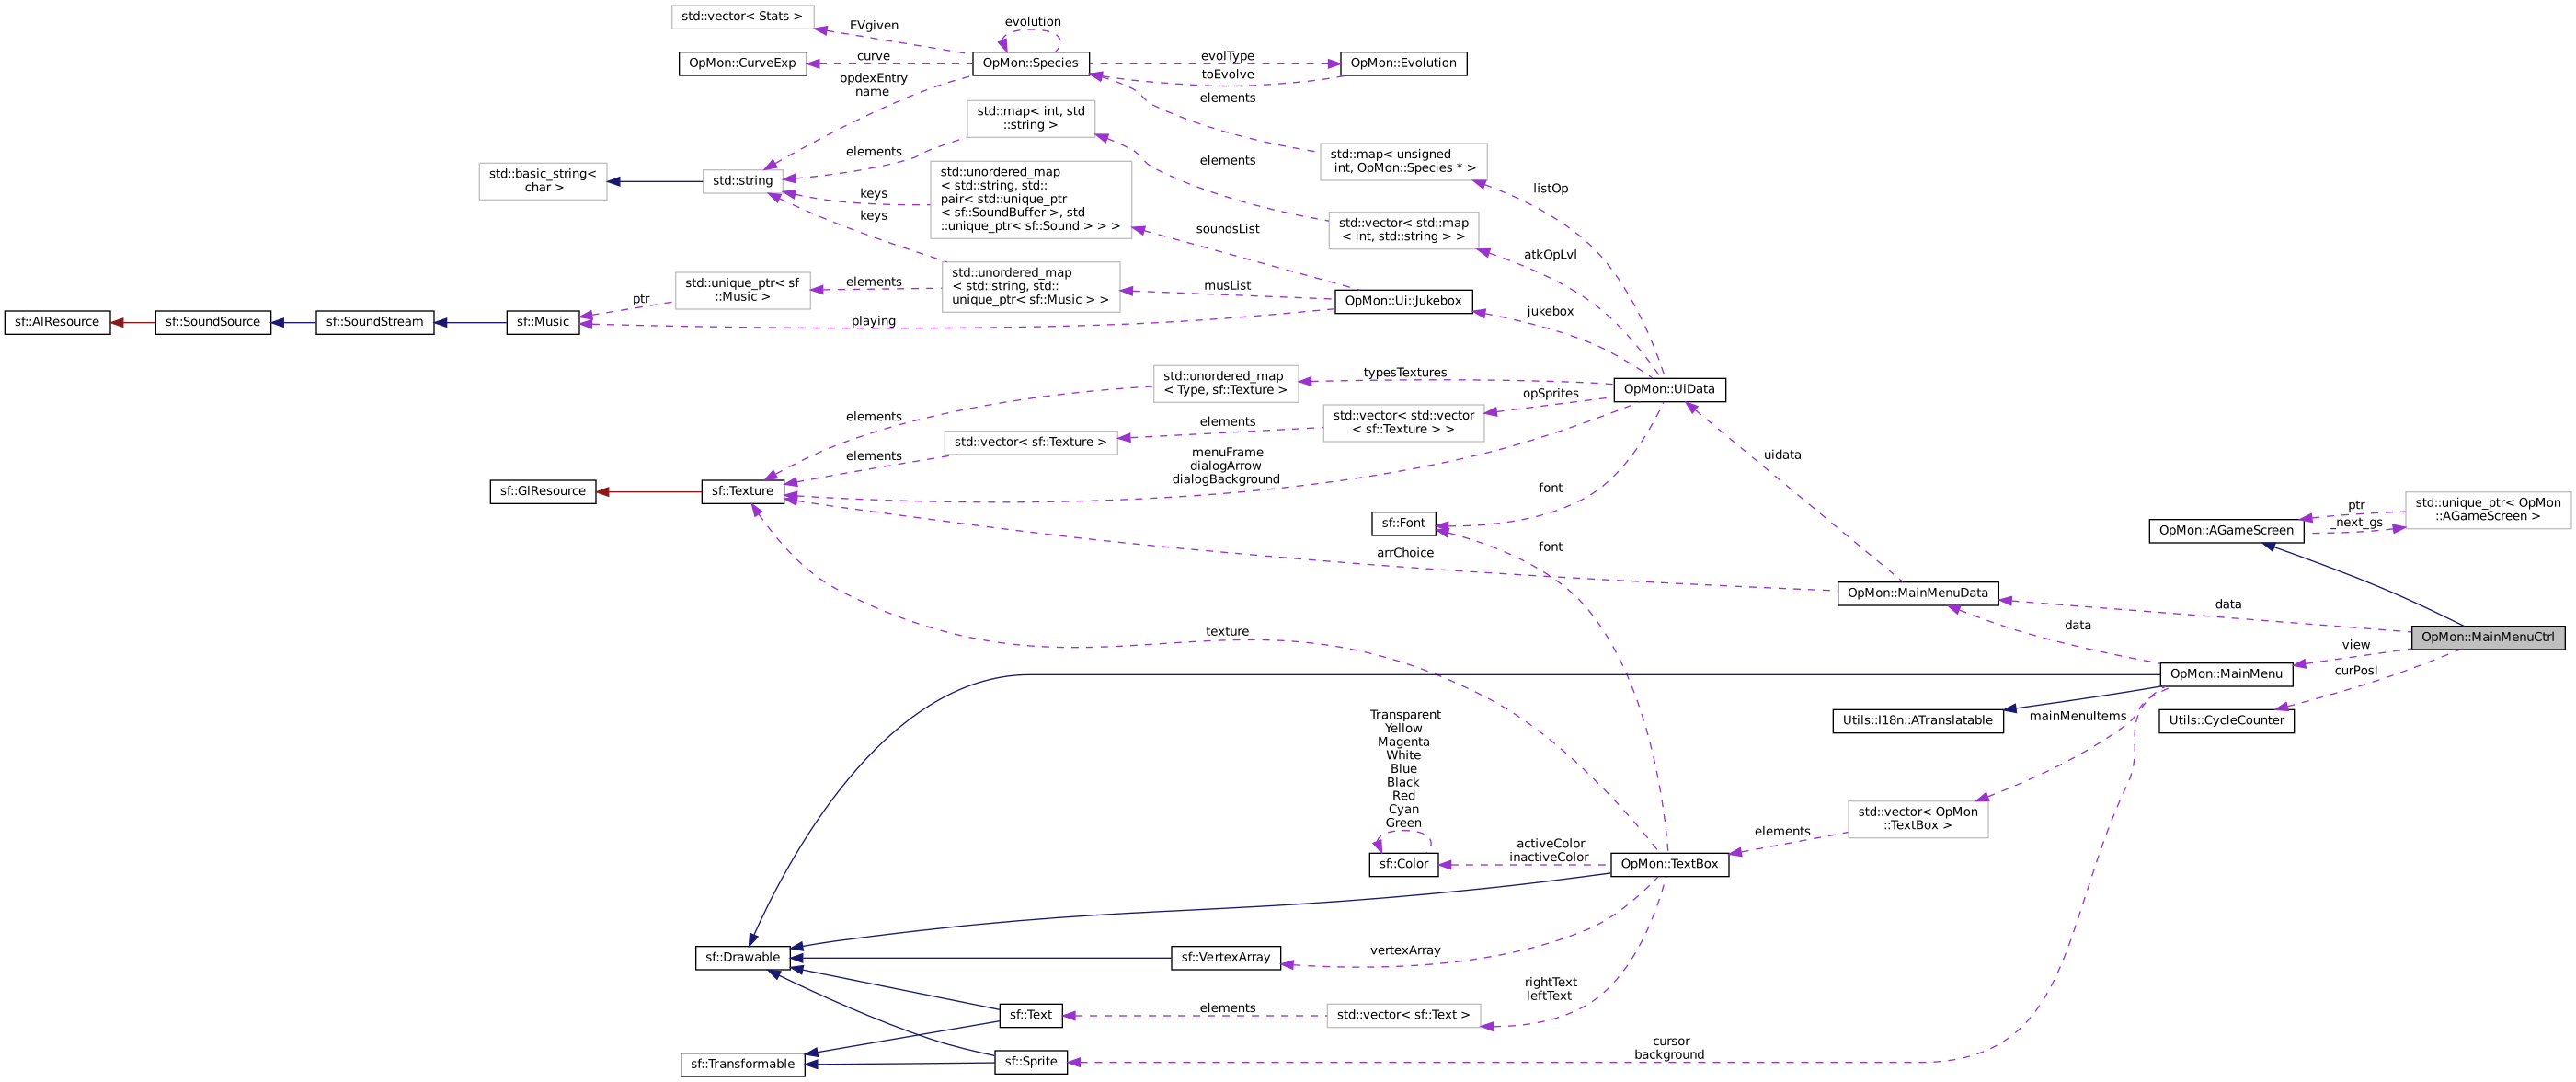 std::vector< Stats >
EVgiven
evolution
OpMon::CurveExp
curve
OpMon::Species
evolType
OpMon::Evolution
toEvolve
opdexEntry
name
elements
std::map< int, std
::string >
elements
std::map< unsigned
int, OpMon::Species * >
elements
listOp
std::basic_string<
char >
std::string
keys
keys
std::unordered_map
< std::string, std::
pair< std::unique_ptr
< sf::SoundBuffer >, std
::unique_ptr< sf::Sound > > >
std::vector< std::map
< int, std::string > >
soundsList
atkOpLvl
std::unique_ptr< sf
::Music >
elements
std::unordered_map
< std::string, std::
unique_ptr< sf::Music > >
musList
OpMon::Ui::Jukebox
jukebox
ptr
sf::AlResource
sf::SoundSource
sf::SoundStream
sf::Music
playing
std::unordered_map
< Type, sf::Texture >
typesTextures
OpMon::UiData
opSprites
elements
std::vector< std::vector
< sf::Texture > >
elements
std::vector< sf::Texture >
elements
menuFrame
dialogArrow
dialogBackground
uidata
sf::GlResource
sf::Texture
font
sf::Font
font
arrChoice
ptr
std::unique_ptr< OpMon
::AGameScreen >
OpMon::AGameScreen
_next_gs
OpMon::MainMenuData
data
data
OpMon::MainMenuCtrl
texture
view
OpMon::MainMenu
curPosI
Utils::I18n::ATranslatable
mainMenuItems
Utils::CycleCounter
Transparent
Yellow
Magenta
White
Blue
Black
Red
Cyan
Green
std::vector< OpMon
::TextBox >
elements
activeColor
inactiveColor
sf::Color
OpMon::TextBox
sf::Drawable
sf::VertexArray
vertexArray
rightText
leftText
sf::Text
elements
std::vector< sf::Text >
sf::Transformable
sf::Sprite
cursor
background